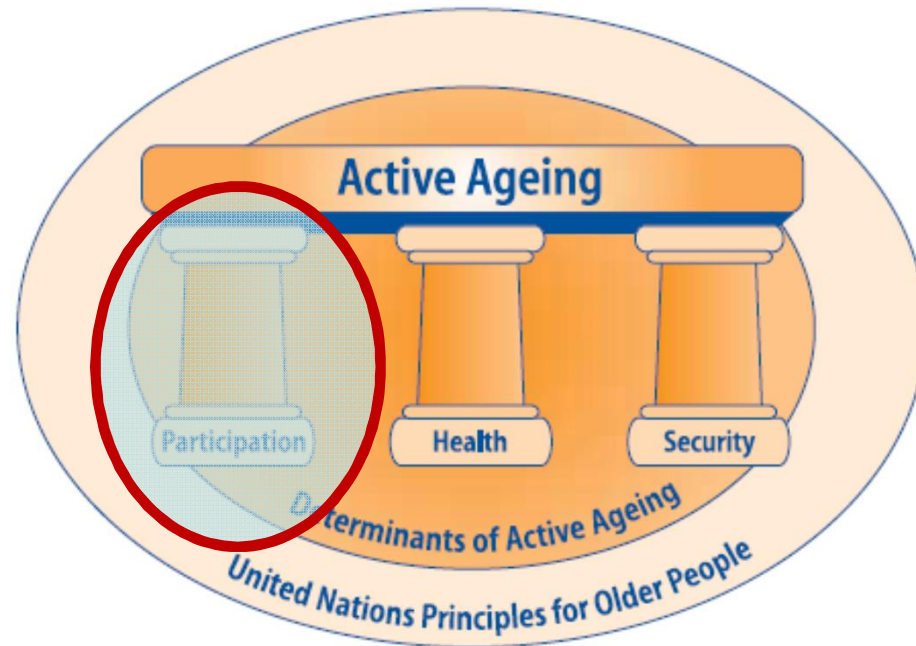 Active Ageing
Participation
Health
Security
Determinants of Active Ageing
United Nations Principles for Older People